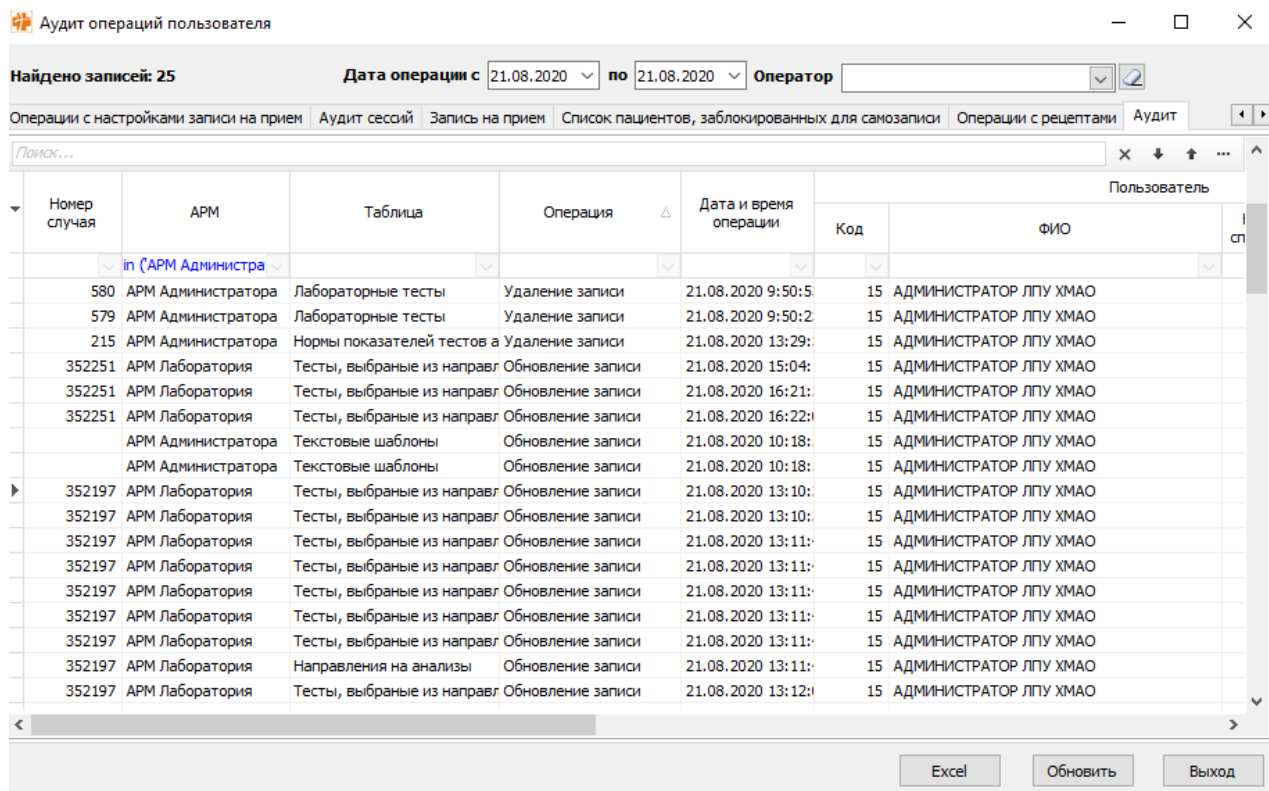 Аудит операций пользователя
Найдено записей: 25 Дата операции с 21.08.2020 по 21.08.2020 Оператор
Операции с настройками записи на прием Аудит сессий Запись на прием Список пациентов, заблокированных для самозаписи Операции с рецептами Аудит
Поиск...
Пользователь
Номер случая АРМ Таблица Операция Дата и время операции Код ФИО
in ('АРМ Администра
580 АРМ Администратора Лабораторные тесты Удаление записи 21.08.2020 9:50:5 15 АДМИНИСТРАТОР ЛПУ ХМАО
579 АРМ Администратора Лабораторные тесты Удаление записи 21.08.2020 9:50:2 15 АДМИНИСТРАТОР ЛПУ ХМАО
215 АРМ Администратора Нормы показателей тестов а Удаление записи 21.08.2020 13:29: 15 АДМИНИСТРАТОР ЛПУ ХМАО
352251 АРМ Лаборатория Тесты, выбраные из направл Обновление записи 21.08.2020 15:04: 15 АДМИНИСТРАТОР ЛПУ ХМАО
352251 АРМ Лаборатория Тесты, выбраные из направл Обновление записи 21.08.2020 16:21: 15 АДМИНИСТРАТОР ЛПУ ХМАО
352251 АРМ Лаборатория Тесты, выбраные из направл Обновление записи 21.08.2020 16:22: 15 АДМИНИСТРАТОР ЛПУ ХМАО
АРМ Администратора Текстовые шаблоны Обновление записи 21.08.2020 10:18: 15 АДМИНИСТРАТОР ЛПУ ХМАО
АРМ Администратора Текстовые шаблоны Обновление записи 21.08.2020 10:18: 15 АДМИНИСТРАТОР ЛПУ ХМАО
352197 АРМ Лаборатория Тесты, выбраные из направл Обновление записи 21.08.2020 13:10: 15 АДМИНИСТРАТОР ЛПУ ХМАО
352197 АРМ Лаборатория Тесты, выбраные из направл Обновление записи 21.08.2020 13:10: 15 АДМИНИСТРАТОР ЛПУ ХМАО
352197 АРМ Лаборатория Тесты, выбраные из направл Обновление записи 21.08.2020 13:11: 15 АДМИНИСТРАТОР ЛПУ ХМАО
352197 АРМ Лаборатория Тесты, выбраные из направл Обновление записи 21.08.2020 13:11: 15 АДМИНИСТРАТОР ЛПУ ХМАО
352197 АРМ Лаборатория Тесты, выбраные из направл Обновление записи 21.08.2020 13:11: 15 АДМИНИСТРАТОР ЛПУ ХМАО
352197 АРМ Лаборатория Тесты, выбраные из направл Обновление записи 21.08.2020 13:11: 15 АДМИНИСТРАТОР ЛПУ ХМАО
352197 АРМ Лаборатория Тесты, выбраные из направл Обновление записи 21.08.2020 13:11: 15 АДМИНИСТРАТОР ЛПУ ХМАО
352197 АРМ Лаборатория Направления на анализы Обновление записи 21.08.2020 13:11: 15 АДМИНИСТРАТОР ЛПУ ХМАО
352197 АРМ Лаборатория Тесты, выбраные из направл Обновление записи 21.08.2020 13:12: 15 АДМИНИСТРАТОР ЛПУ ХМАО
Excel Обновить Выход